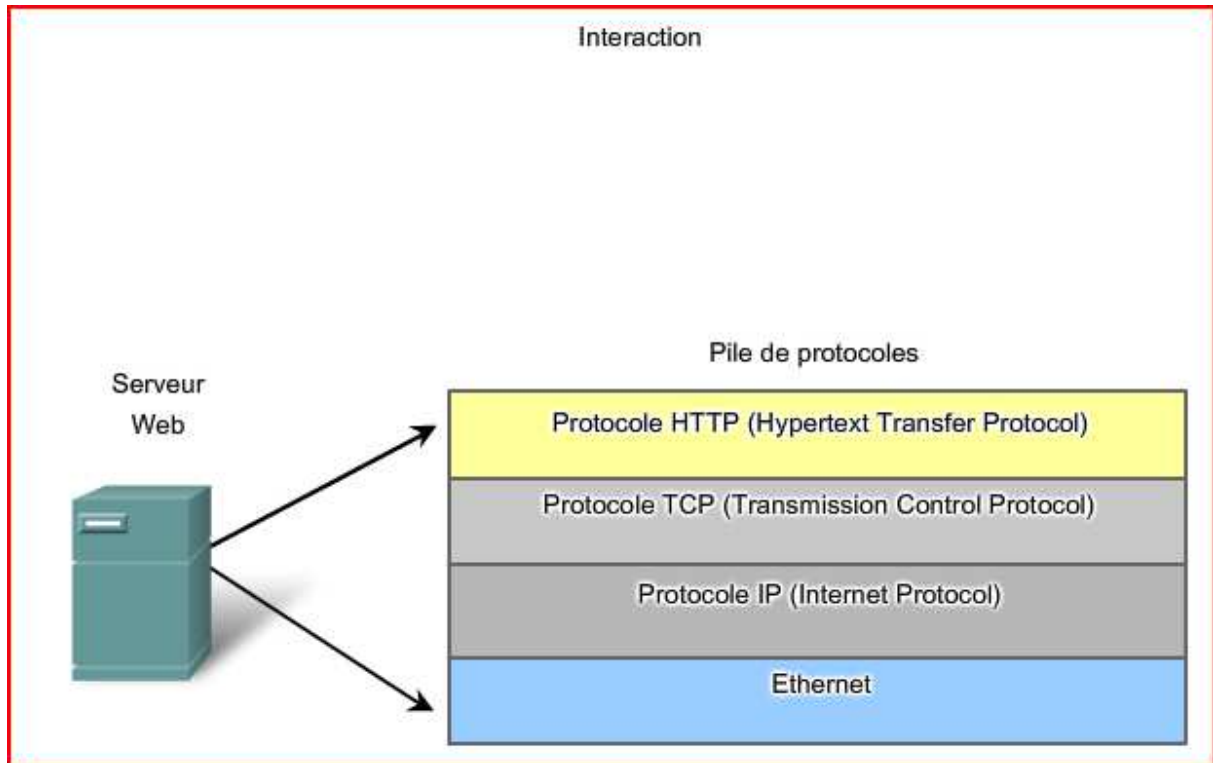 Interaction
Pile de protocoles
Serveur
Web
Protocole HTTP (Hypertext Transfer Protocol)
Protocole TCP (Transmission Control Protocol)
Protocole IP (Internet Protocol)
Ethernet